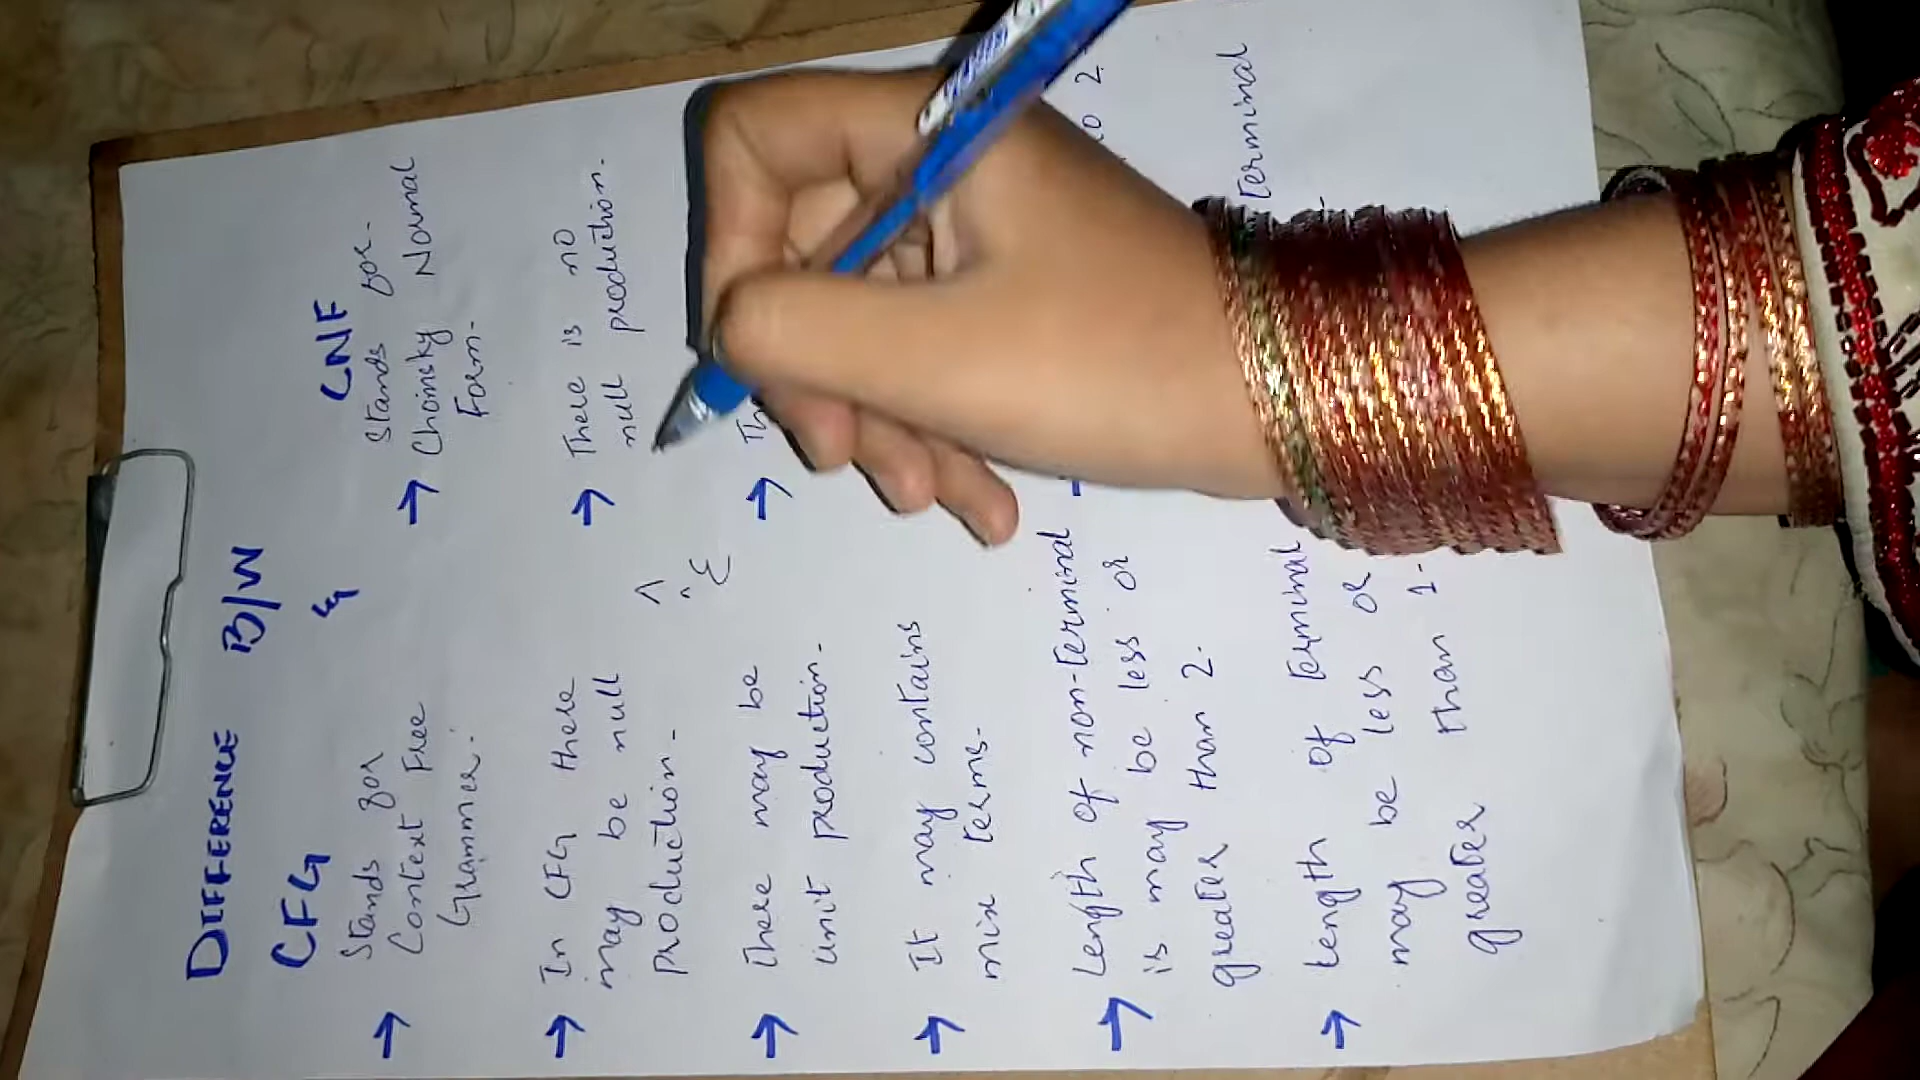 DIFFERENCE B/W
CFG & CNF
→ Stands for
Context Free
Grammer.
→ In CFG there
may be null
production.
^
^
ε
→ There may be
unit production.
→ It may contains
mix terms.
→ Length of non-terminal
is may be less or
greater than 2.
→ Length of terminal
may be less or
greater than 1.
Stands for.
→ Chomsky Normal
Form.
→ There is no
null production.
→ Th
2
terminal